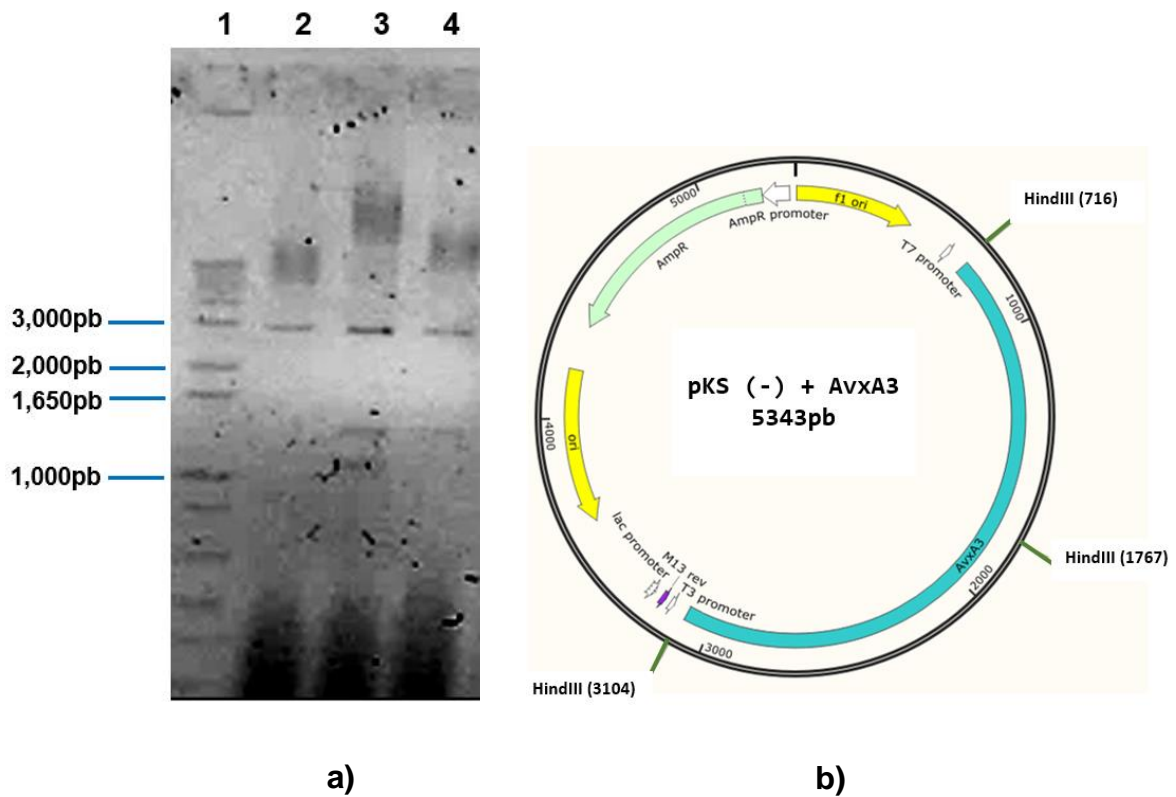 1 2 3 4
3,000pb
2,000pb
1,650pb
1,000pb
a)
5000
AmpR promoter
f1 ori
AmpR
T7 promoter
HindIII (716)
1000
pKS (-) + AvxA3
5343pb
4000
ori
AvxA3
HindIII (1767)
2000
lac promoter
M13 rev
T3 promoter
3000
HindIII (3104)
b)